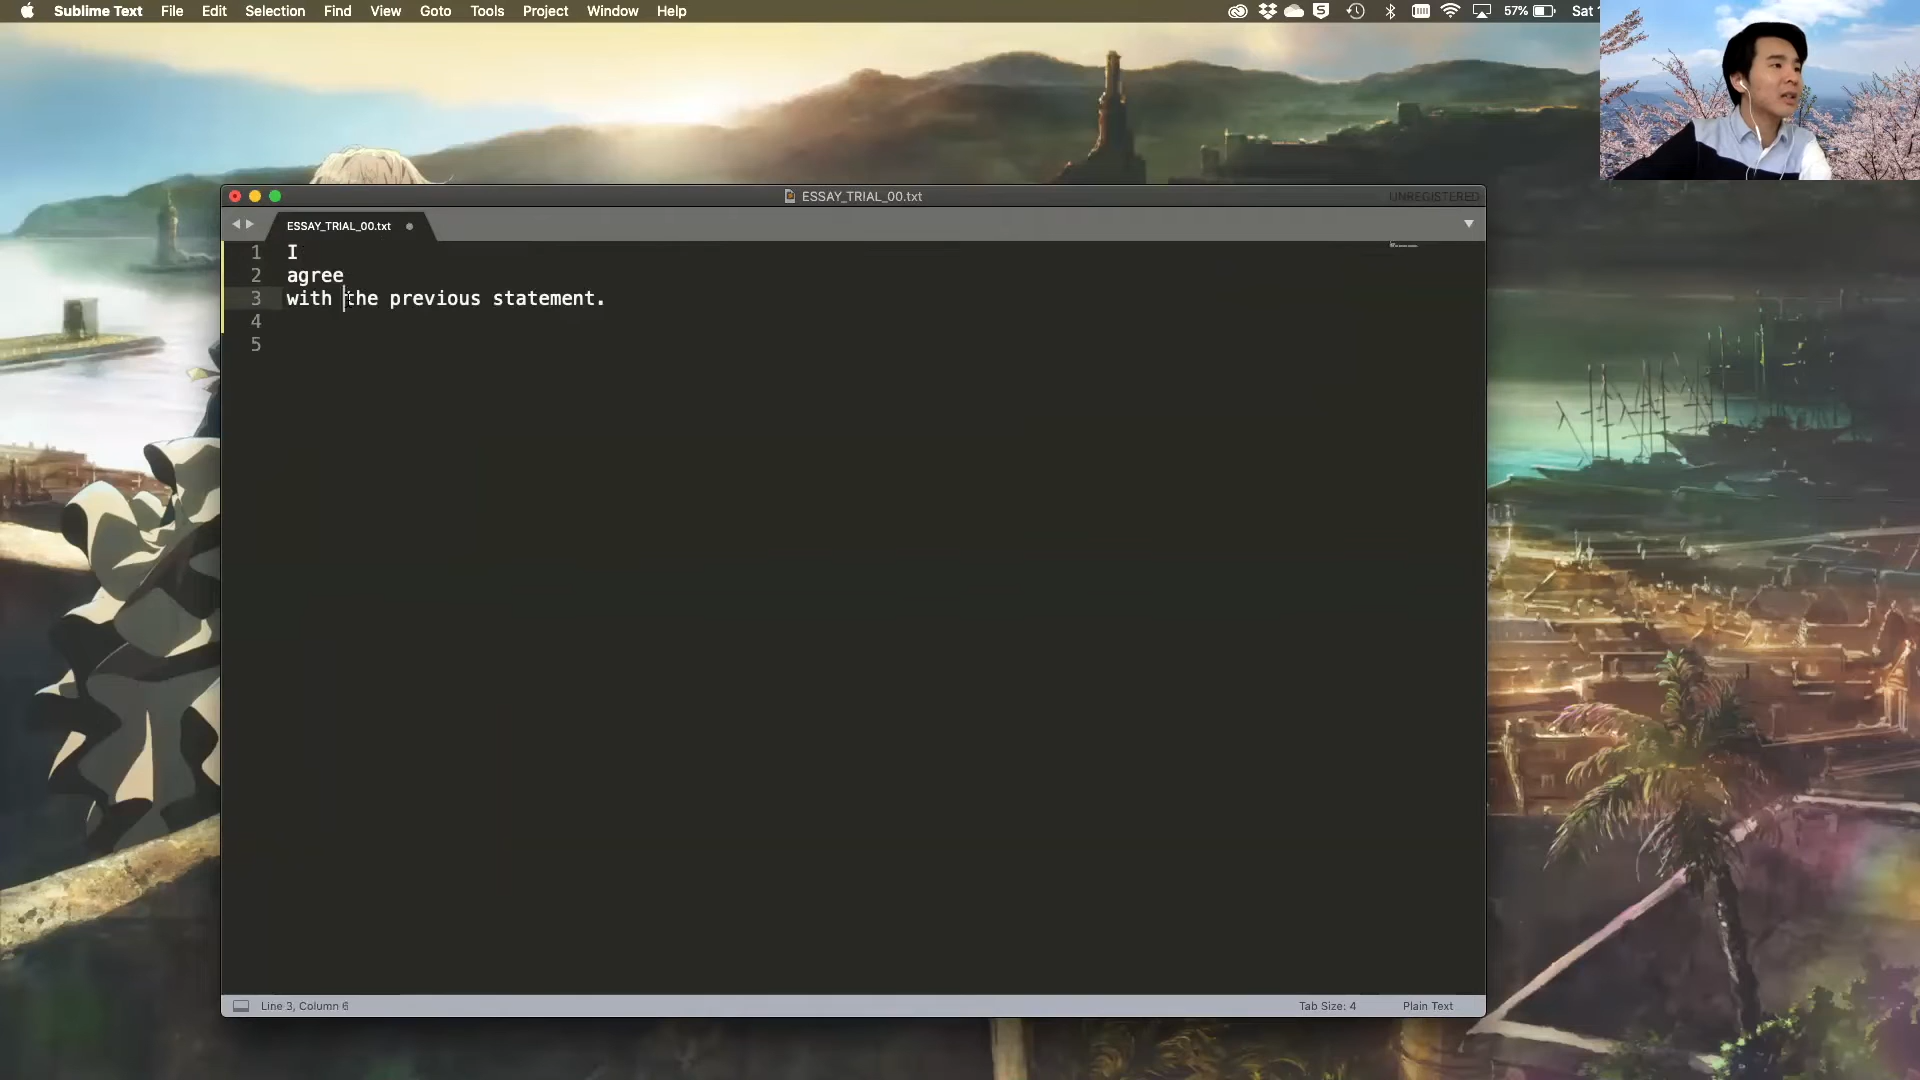 Sublime Text File Edit Selection Find View Goto Tools Project Window Help 57% Sat
ESSAY_TRIAL_00.txt UNREGISTERED
ESSAY_TRIAL_00.txt
1 I
2 agree
3 with the previous statement.
4
5
Line 3, Column 6 Tab Size: 4 Plain Text